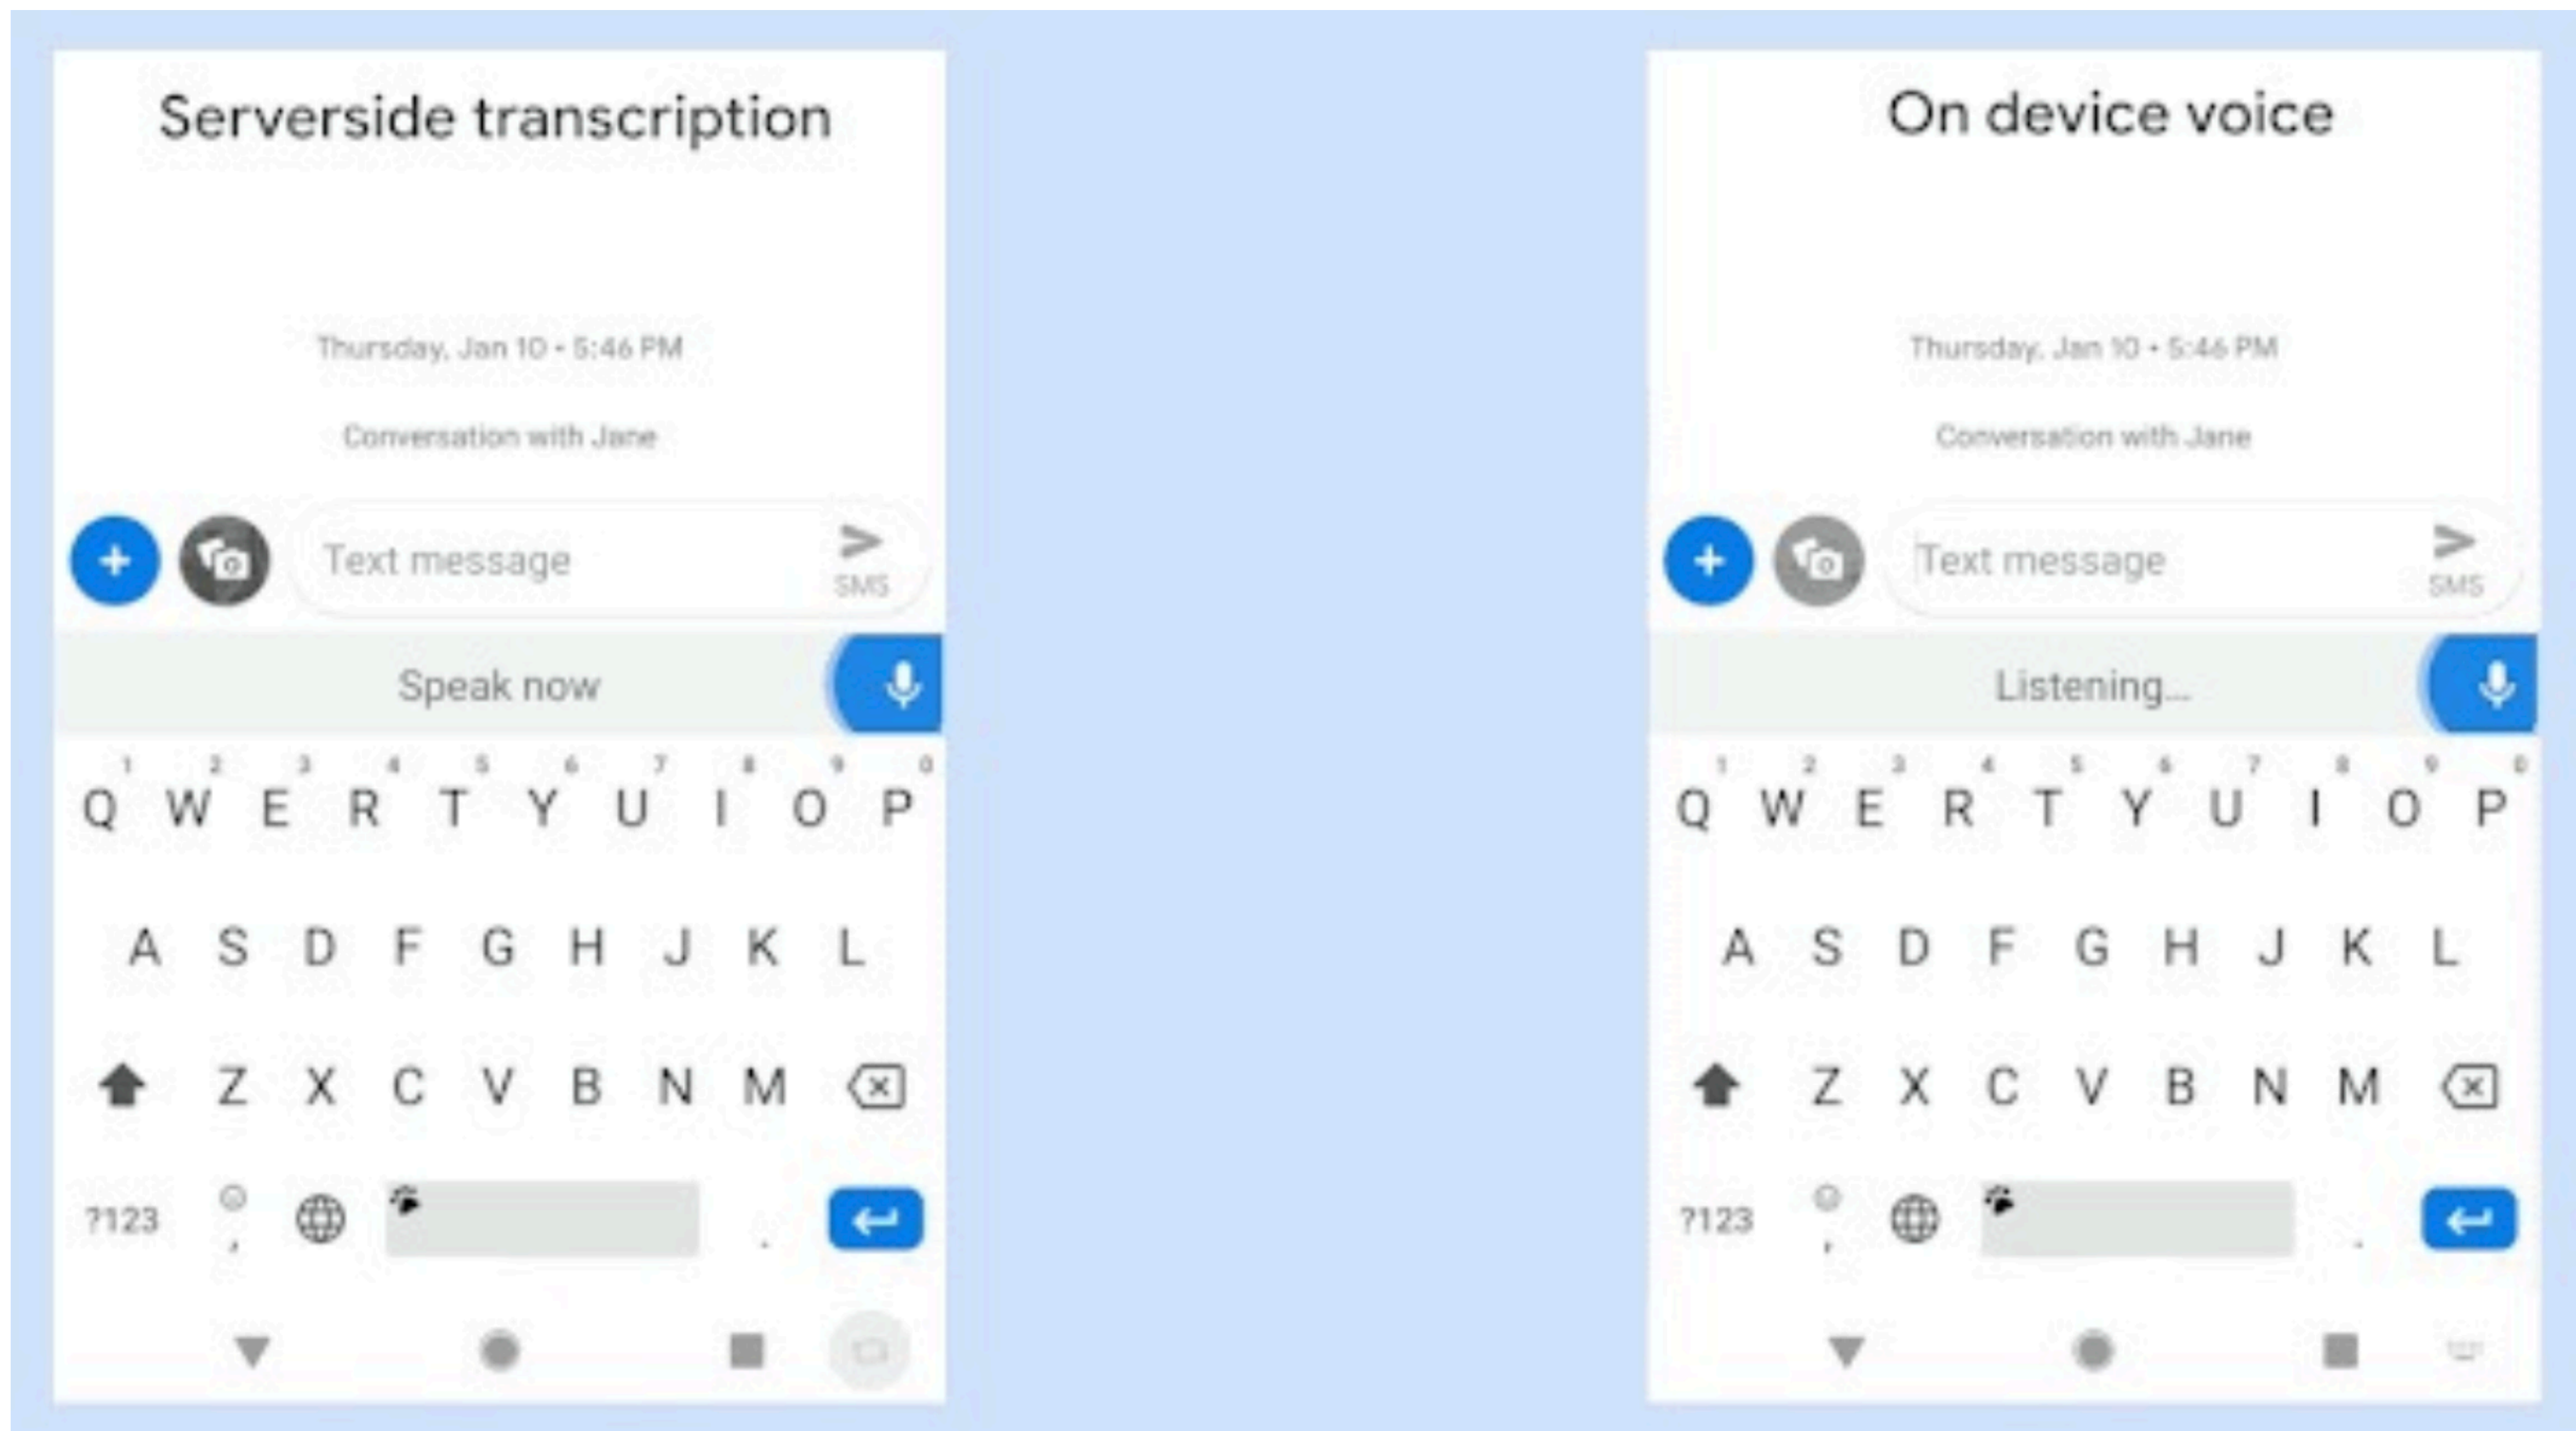 Serverside transcription
Thursday, Jan 10 • 5:46 PM
Conversation with Jane
Text message
SMS
Speak now
1 2 3 4 5 6 7 8 9 0
Q W E R T Y U I O P
A S D F G H J K L
Z X C V B N M
?123 , .
On device voice
Thursday, Jan 10 • 5:46 PM
Conversation with Jane
Text message
SMS
Listening...
1 2 3 4 5 6 7 8 9 0
Q W E R T Y U I O P
A S D F G H J K L
Z X C V B N M
?123 , .